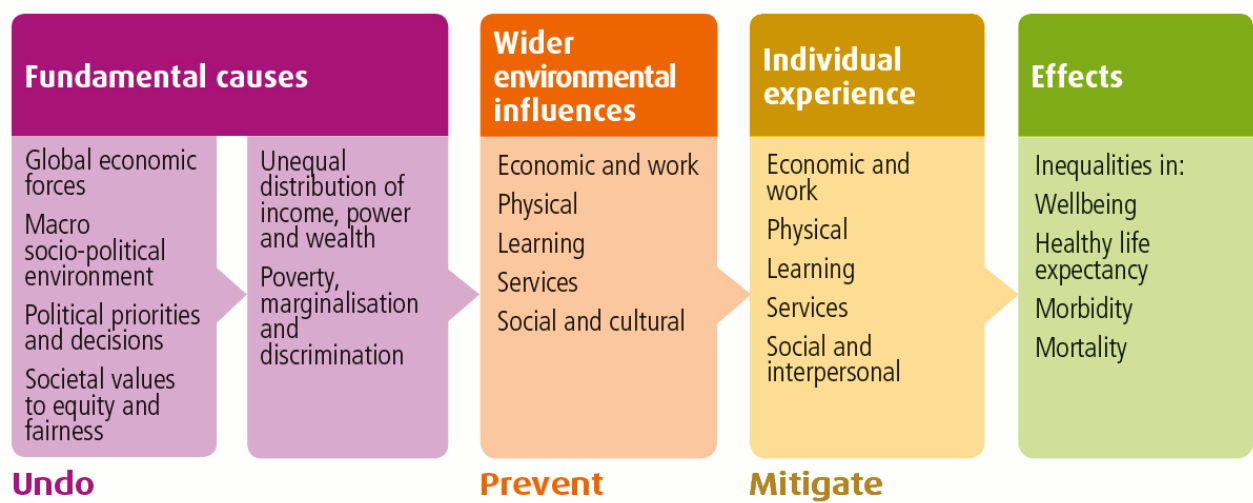 Fundamental causes
Global economic
forces
Macro
socio-political
environment
Political priorities
and decisions
Societal values
to equity and
fairness
Unequal
distribution of
income, power
and wealth
Poverty,
marginalisation
and
discrimination
Undo
Wider
environmental
influences
Economic and work
Physical
Learning
Services
Social and cultural
Prevent
Individual
experience
Economic and
work
Physical
Learning
Services
Social and
interpersonal
Mitigate
Effects
Inequalities in:
Wellbeing
Healthy life
expectancy
Morbidity
Mortality